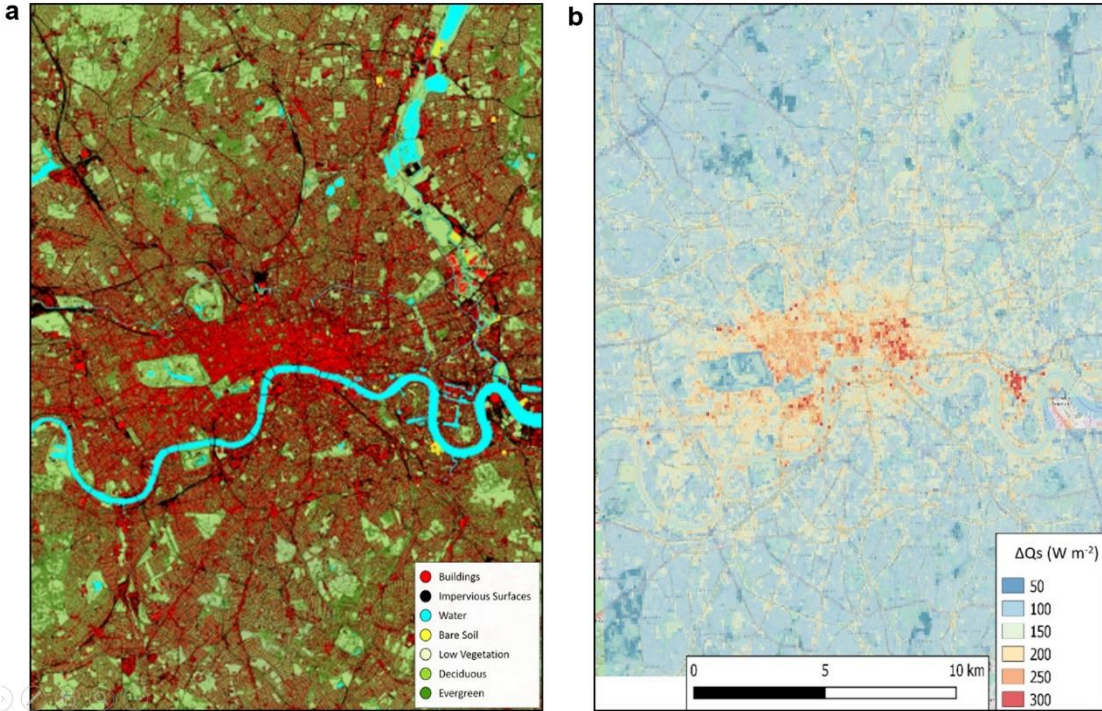 a
b
Buildings
Impervious Surfaces
Water
Bare Soil
Low Vegetation
Deciduous
Evergreen
ΔQs (W m⁻²)
50
100
150
200
250
300
0 5 10 km